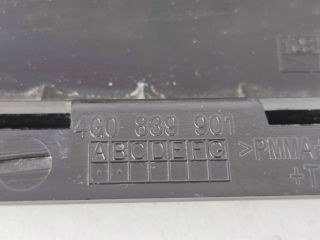 4G0 839 901
ABCDEFG >PMMA+
+T